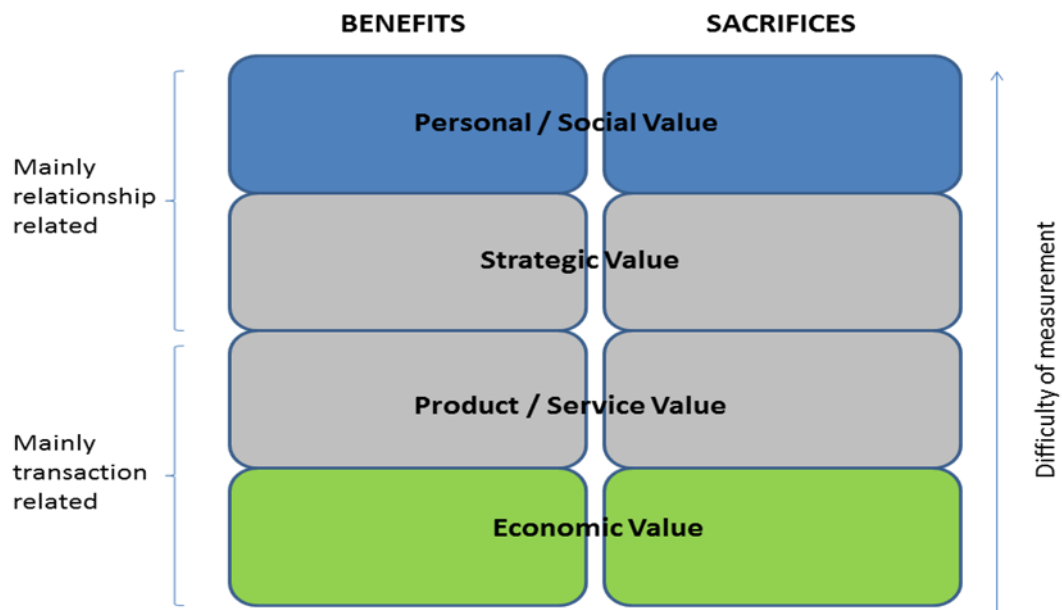 BENEFITS
SACRIFICES
Personal / Social Value
Mainly
relationship
related
Strategic Value
Product / Service Value
Mainly
transaction
related
Economic Value
Difficulty of measurement